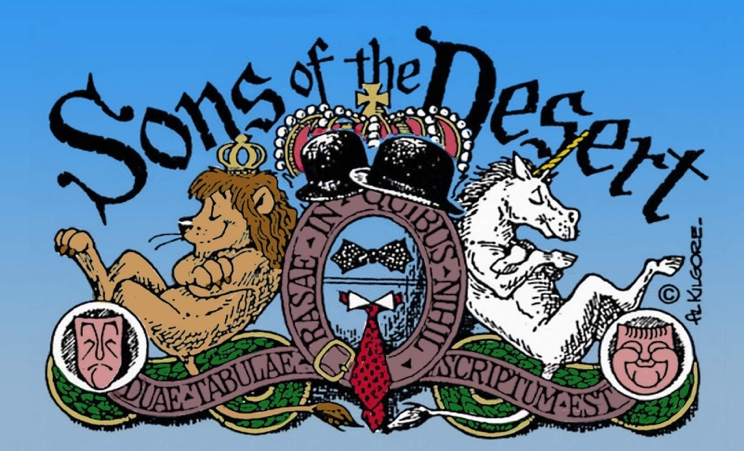 Sons of the Desert
DUAE · TABULAE RASAE · IN · QUIBUS · NIHIL SCRIPTUM · EST
© AL KILGORE-